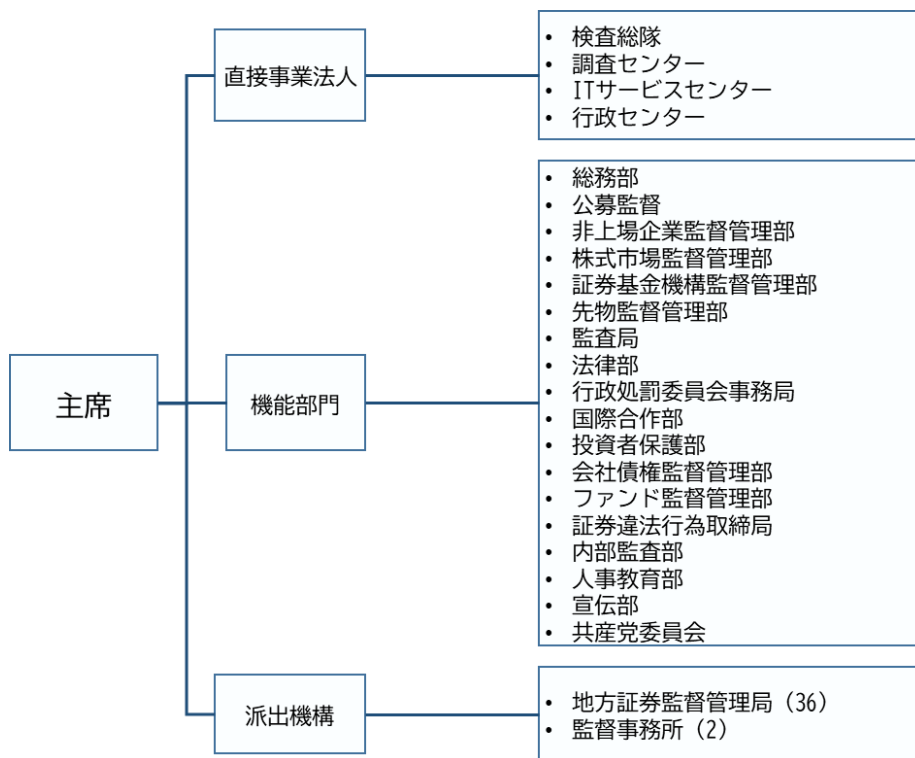 直接事業法人
• 検査総隊
• 調査センター
• ITサービスセンター
• 行政センター
主席
機能部門
• 総務部
• 公募監督
• 非上場企業監督管理部
• 株式市場監督管理部
• 証券基金機構監督管理部
• 先物監督管理部
• 監査局
• 法律部
• 行政処罰委員会事務局
• 国際合作部
• 投資者保護部
• 会社債権監督管理部
• ファンド監督管理部
• 証券違法行為取締局
• 内部監査部
• 人事教育部
• 宣伝部
• 共産党委員会
派出機構
• 地方証券監督管理局（36）
• 監督事務所（2）